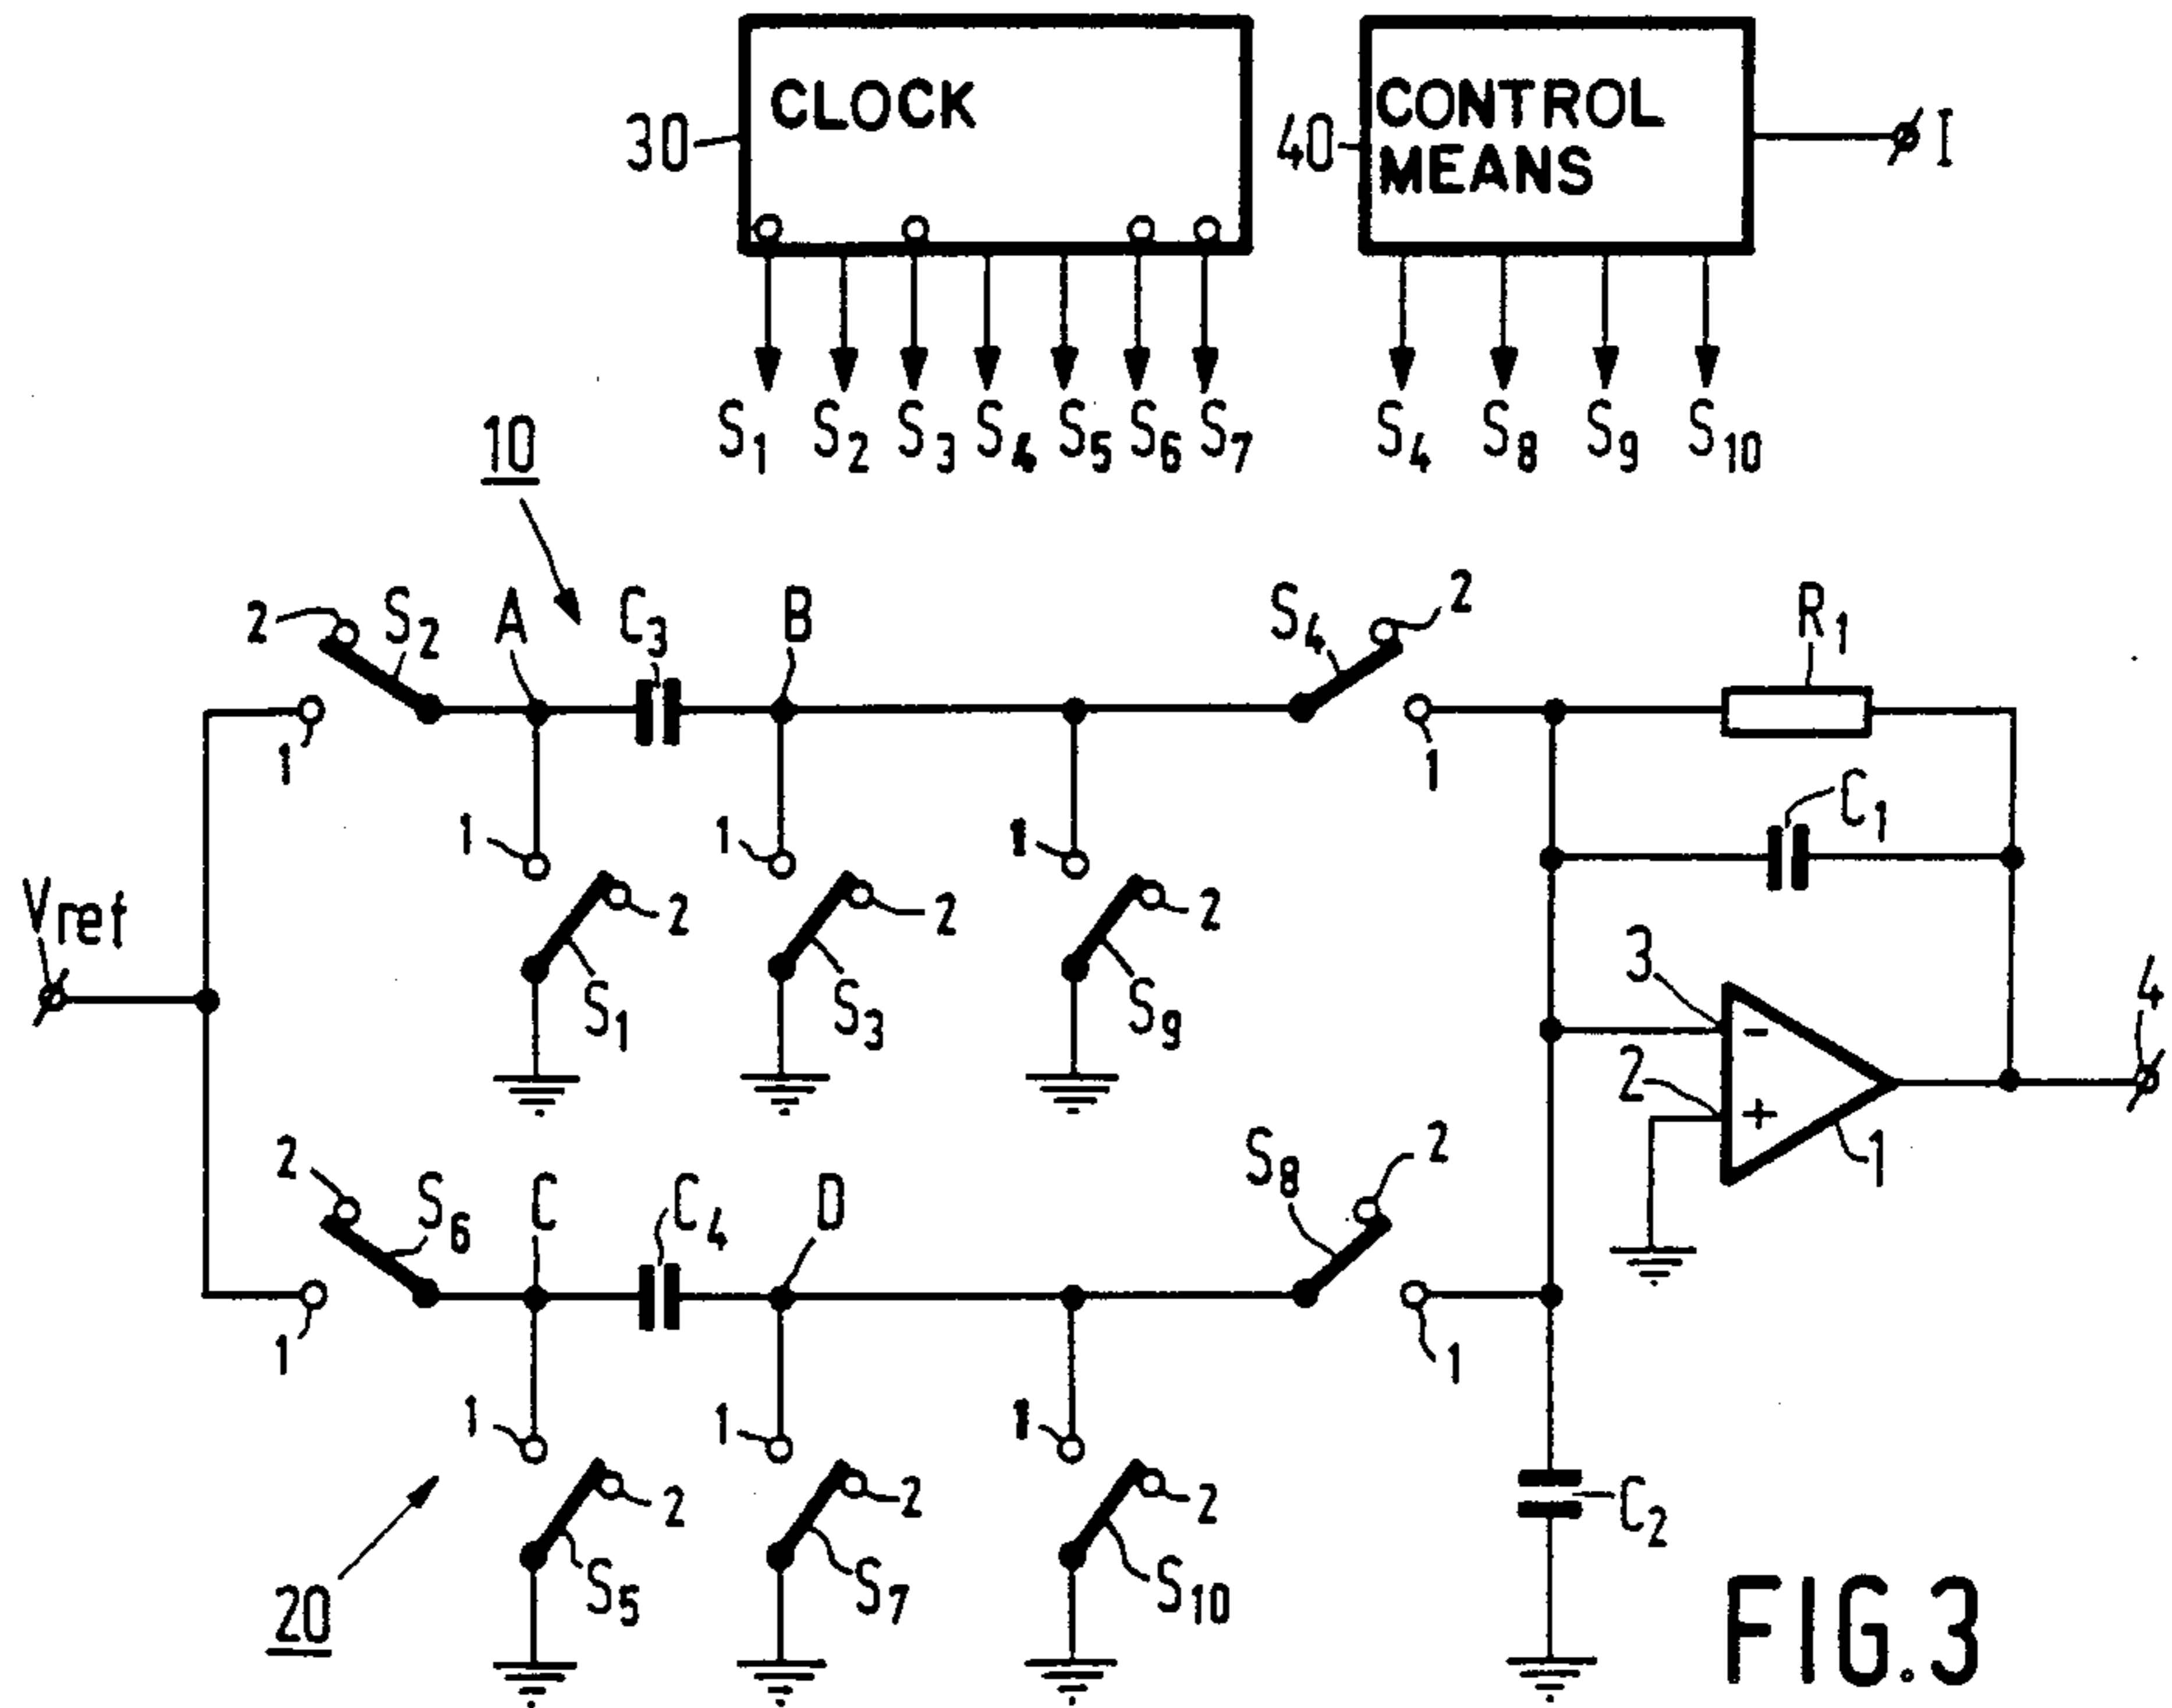 CLOCK
CONTROL
MEANS
30
40
I
S1 S2 S3 S4 S5 S6 S7
S4 S8 S9 S10
10
2 S2 A C3 B S4 2 R1
1 1
C1
1 1 1
Vref
2 2 2
S1 S3 S9
3 -
4
2 +
1
2 S6 C C4 D S8 2
1 1
1 1 1
2 2 2
C2
S5 S7 S10
20
FIG.3